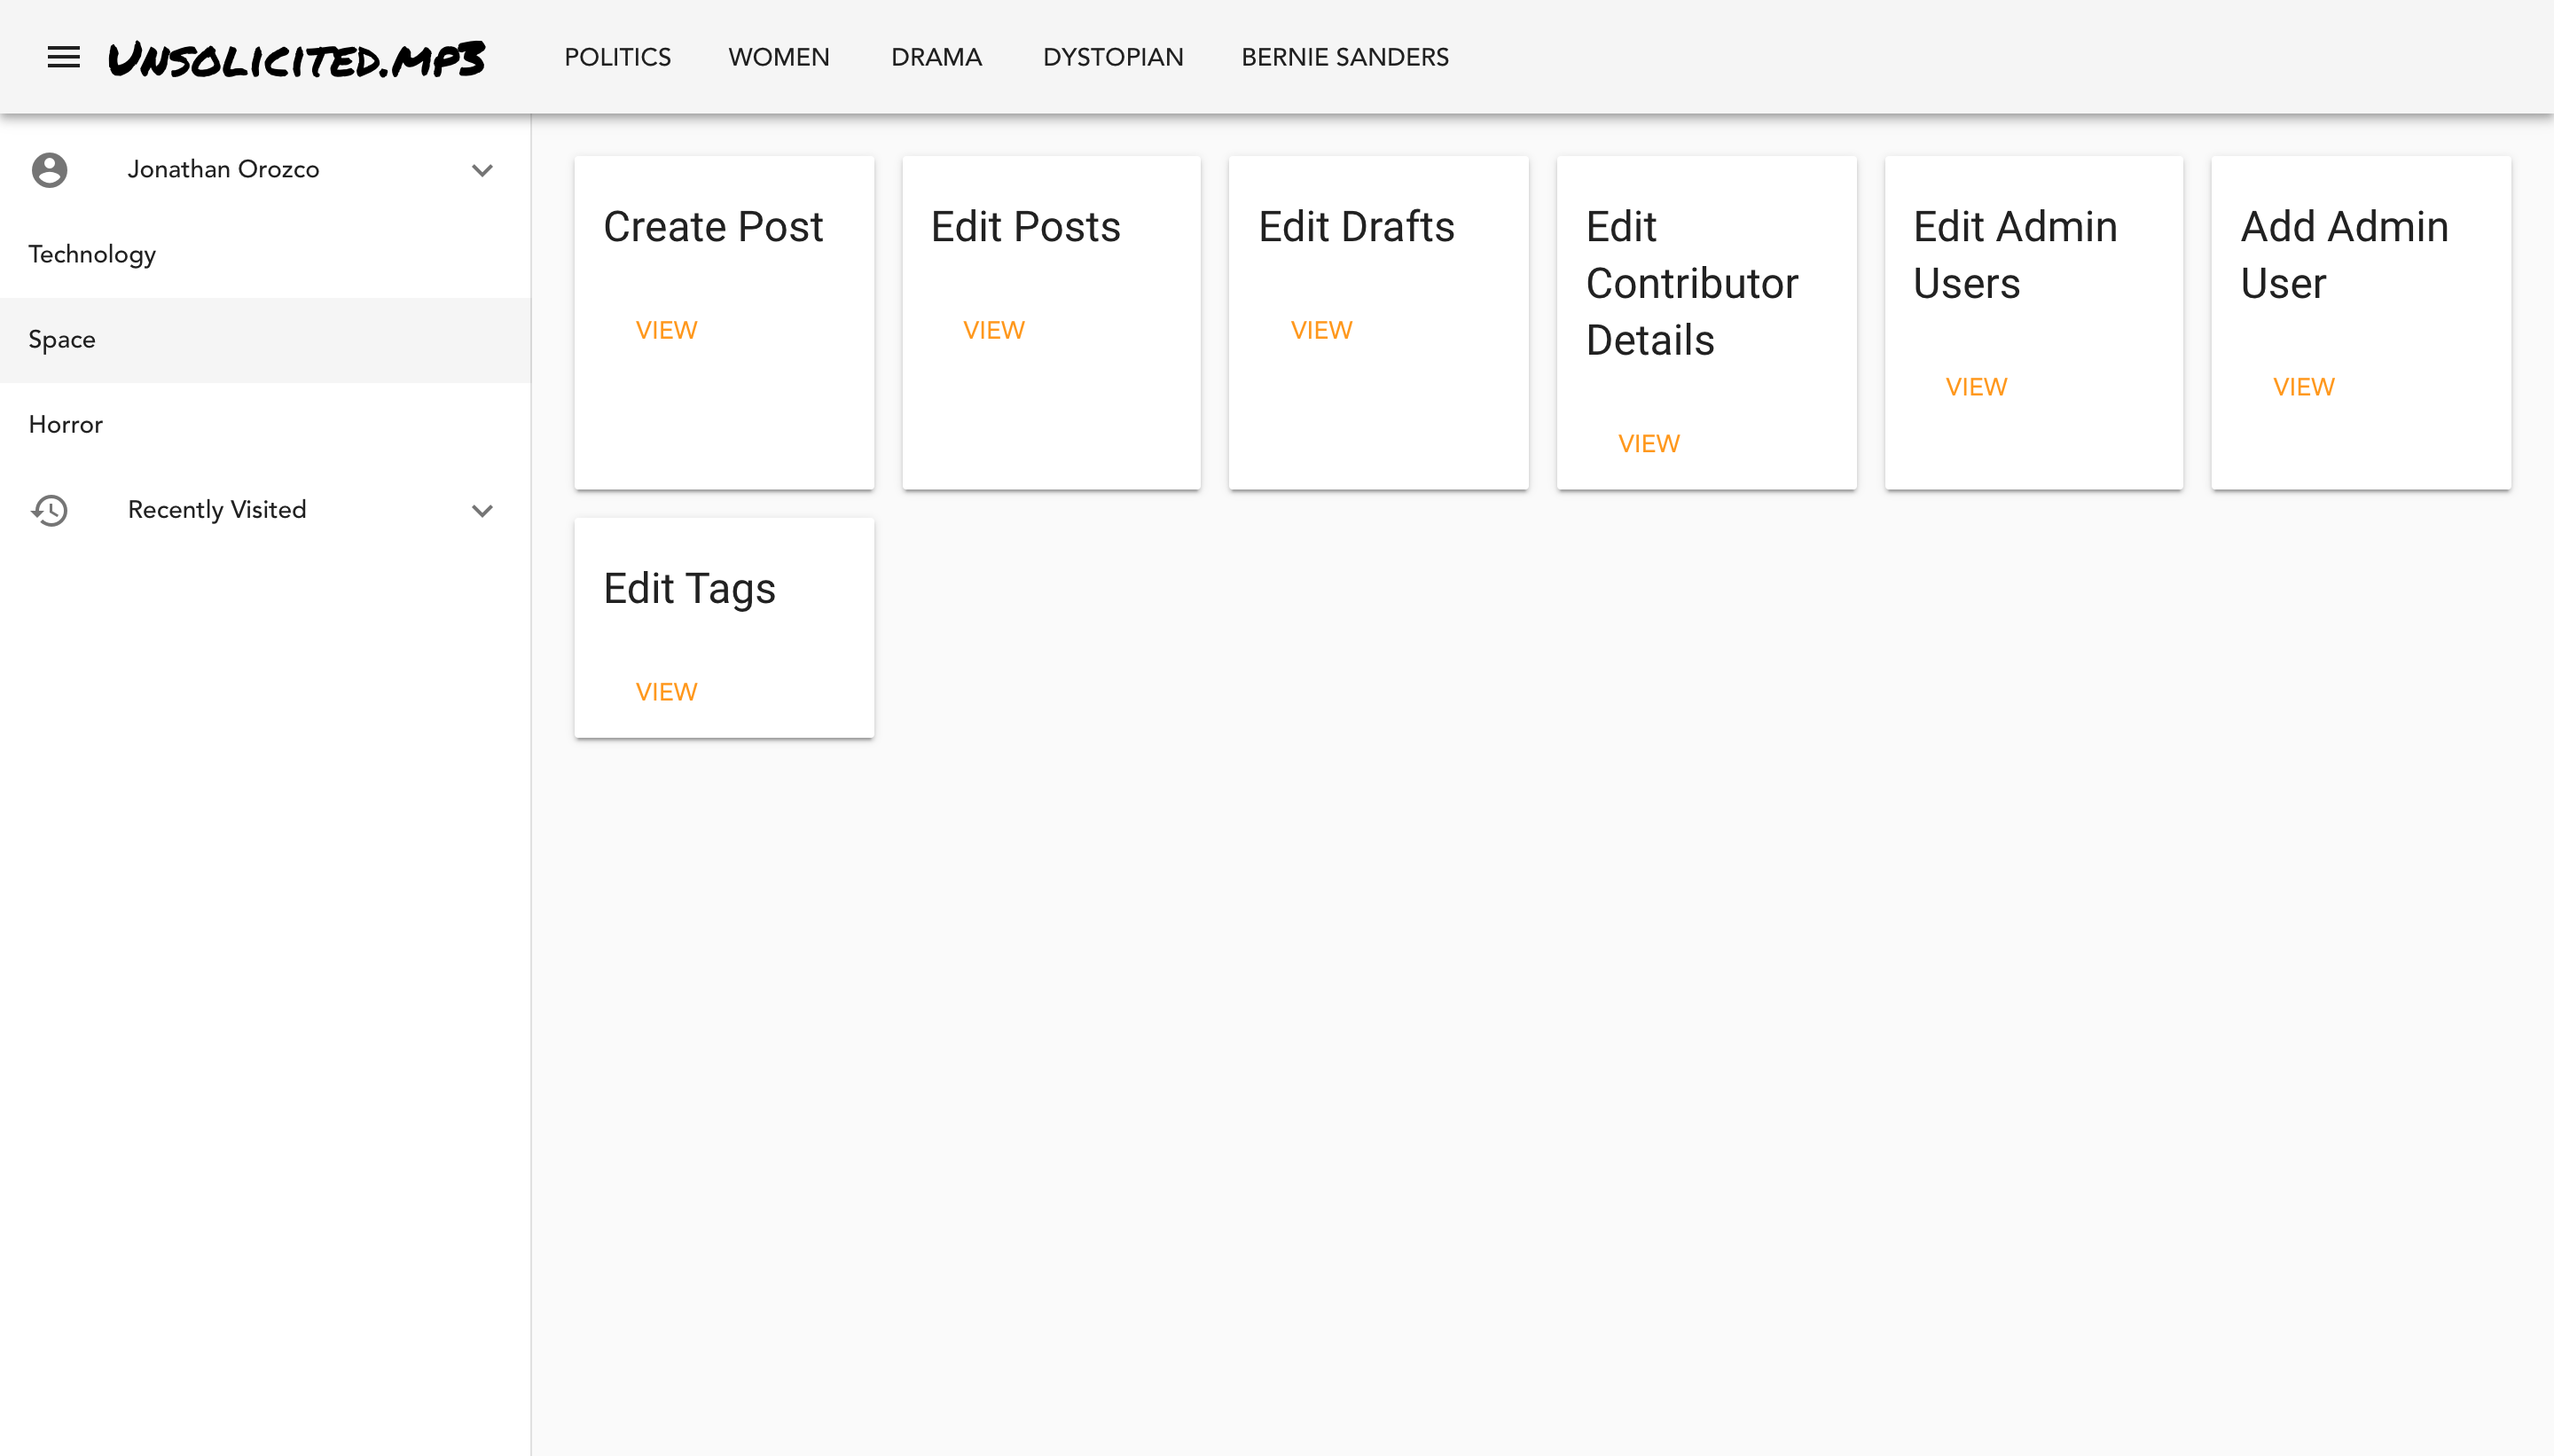 Unsolicited.mp3
POLITICS
WOMEN
DRAMA
DYSTOPIAN
BERNIE SANDERS
Jonathan Orozco
Technology
Space
Horror
Recently Visited
Create Post
VIEW
Edit Posts
VIEW
Edit Drafts
VIEW
Edit
Contributor
Details
VIEW
Edit Admin
Users
VIEW
Add Admin
User
VIEW
Edit Tags
VIEW